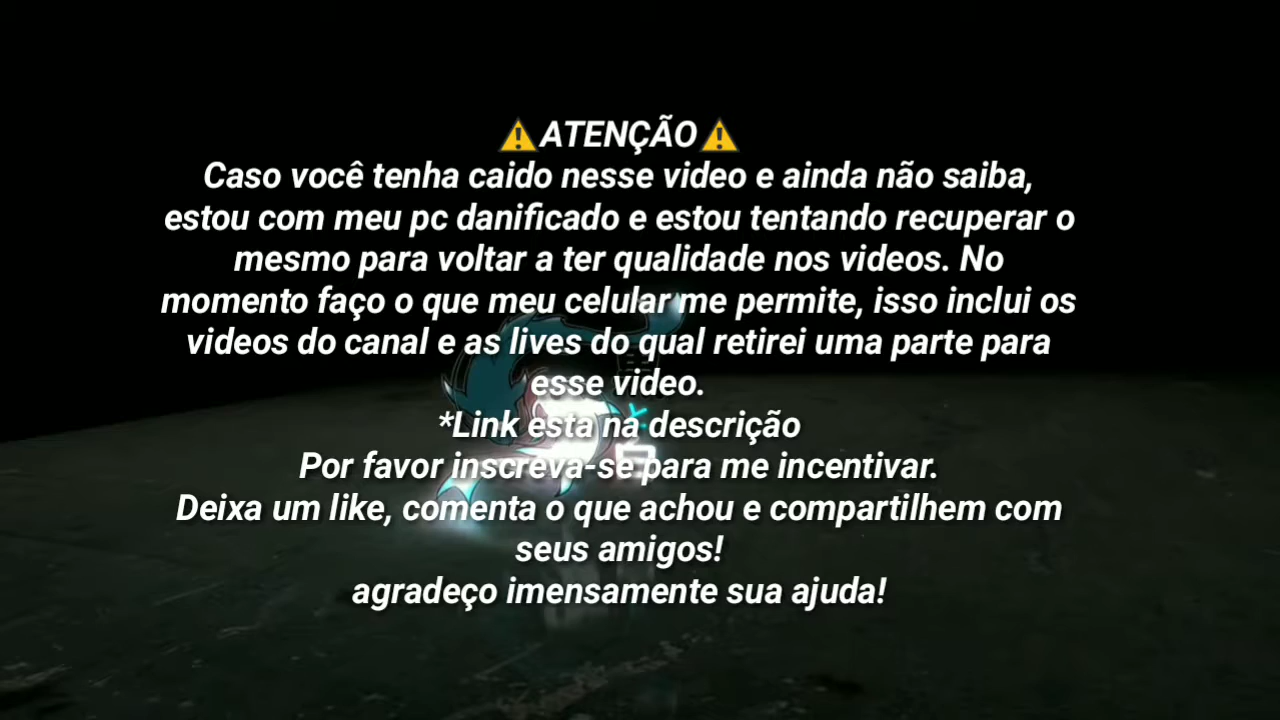 ⚠ATENÇÃO⚠
Caso você tenha caido nesse video e ainda não saiba,
estou com meu pc danificado e estou tentando recuperar o
mesmo para voltar a ter qualidade nos videos. No
momento faço o que meu celular me permite, isso inclui os
videos do canal e as lives do qual retirei uma parte para
esse video.
*Link esta na descrição
Por favor inscreva-se para me incentivar.
Deixa um like, comenta o que achou e compartilhem com
seus amigos!
agradeço imensamente sua ajuda!